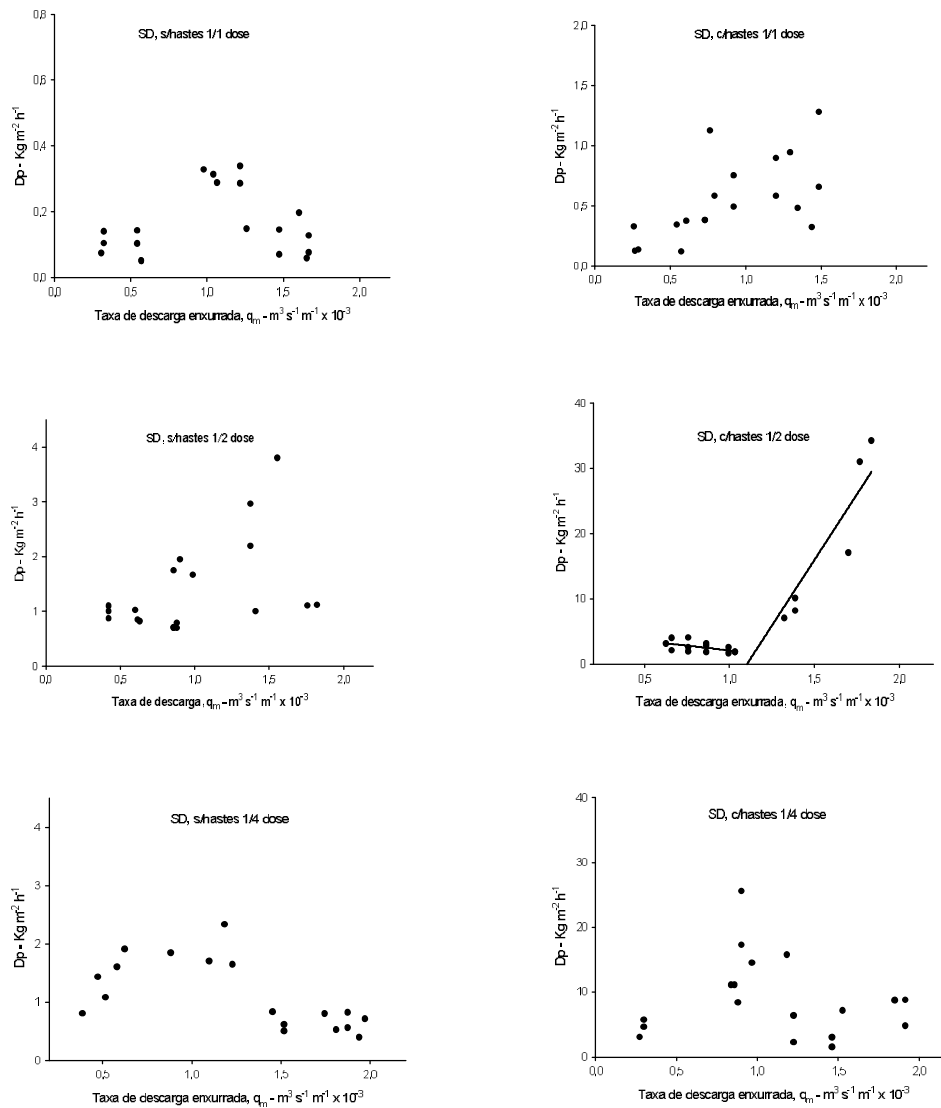 SD, s/hastes 1/1 dose
Dp - Kg m⁻² h⁻¹
0,8
0,6
0,4
0,2
0,0
0,0 0,5 1,0 1,5 2,0
Taxa de descarga enxurrada, qₘ - m³ s⁻¹ m⁻¹ x 10⁻³
SD, c/hastes 1/1 dose
Dp - Kg m⁻² h⁻¹
2,0
1,5
1,0
0,5
0,0
0,0 0,5 1,0 1,5 2,0
Taxa de descarga enxurrada, qₘ - m³ s⁻¹ m⁻¹ x 10⁻³
SD, s/hastes 1/2 dose
Dp - Kg m⁻² h⁻¹
4
3
2
1
0
0,0 0,5 1,0 1,5 2,0
Taxa de descarga, qₘ - m³ s⁻¹ m⁻¹ x 10⁻³
SD, c/hastes 1/2 dose
Dp - Kg m⁻² h⁻¹
40
30
20
10
0
0,5 1,0 1,5 2,0
Taxa de descarga enxurrada, qₘ - m³ s⁻¹ m⁻¹ x 10⁻³
SD, s/hastes 1/4 dose
Dp - Kg m⁻² h⁻¹
4
3
2
1
0
0,5 1,0 1,5 2,0
Taxa de descarga enxurrada, qₘ - m³ s⁻¹ m⁻¹ x 10⁻³
SD, c/hastes 1/4 dose
Dp - Kg m⁻² h⁻¹
40
30
20
10
0
0,0 0,5 1,0 1,5 2,0
Taxa de descarga enxurrada, qₘ - m³ s⁻¹ m⁻¹ x 10⁻³